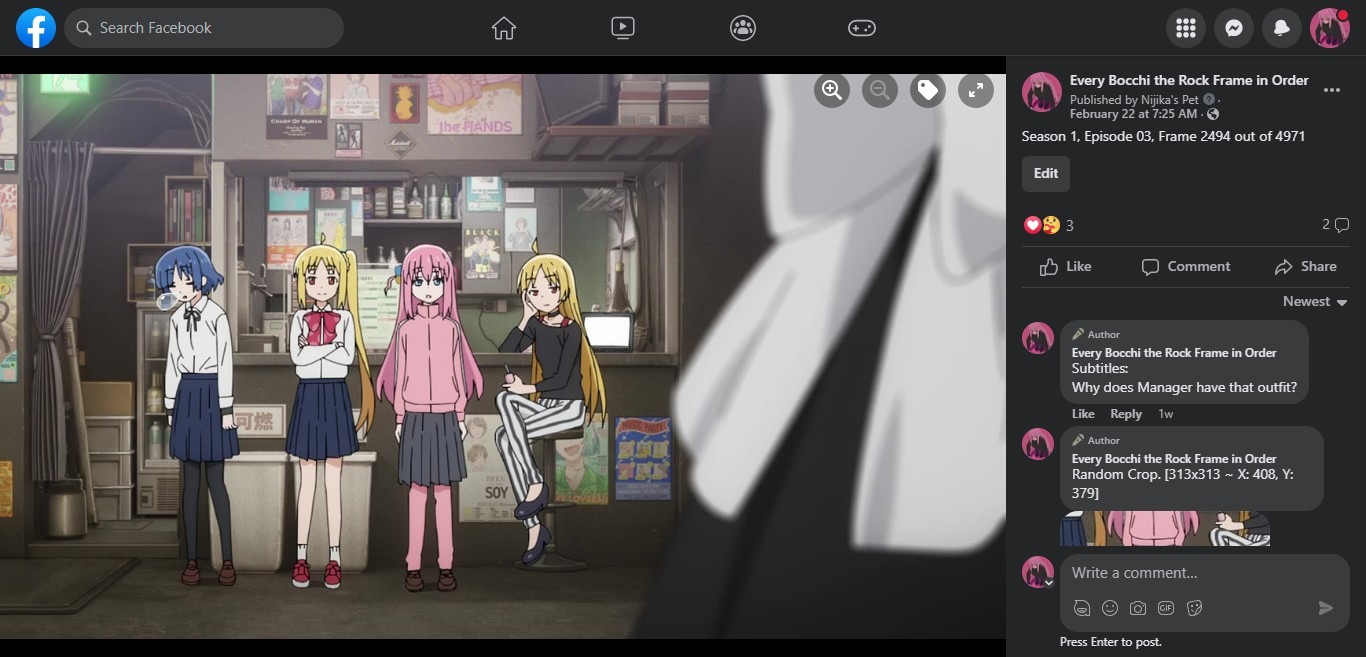 Search Facebook
CHAMP OF HUMAN
the HANDS
Marshall
BLACK
可燃
SOY
MUSIC PARTY
Every Bocchi the Rock Frame in Order
Published by Nijika's Pet
February 22 at 7:25 AM ·
Season 1, Episode 03, Frame 2494 out of 4971
Edit
3
2
Like
Comment
Share
Newest
Author
Every Bocchi the Rock Frame in Order
Subtitles:
Why does Manager have that outfit?
Like Reply 1w
Author
Every Bocchi the Rock Frame in Order
Random Crop. [313x313 ~ X: 408, Y:
379]
Write a comment...
GIF
Press Enter to post.